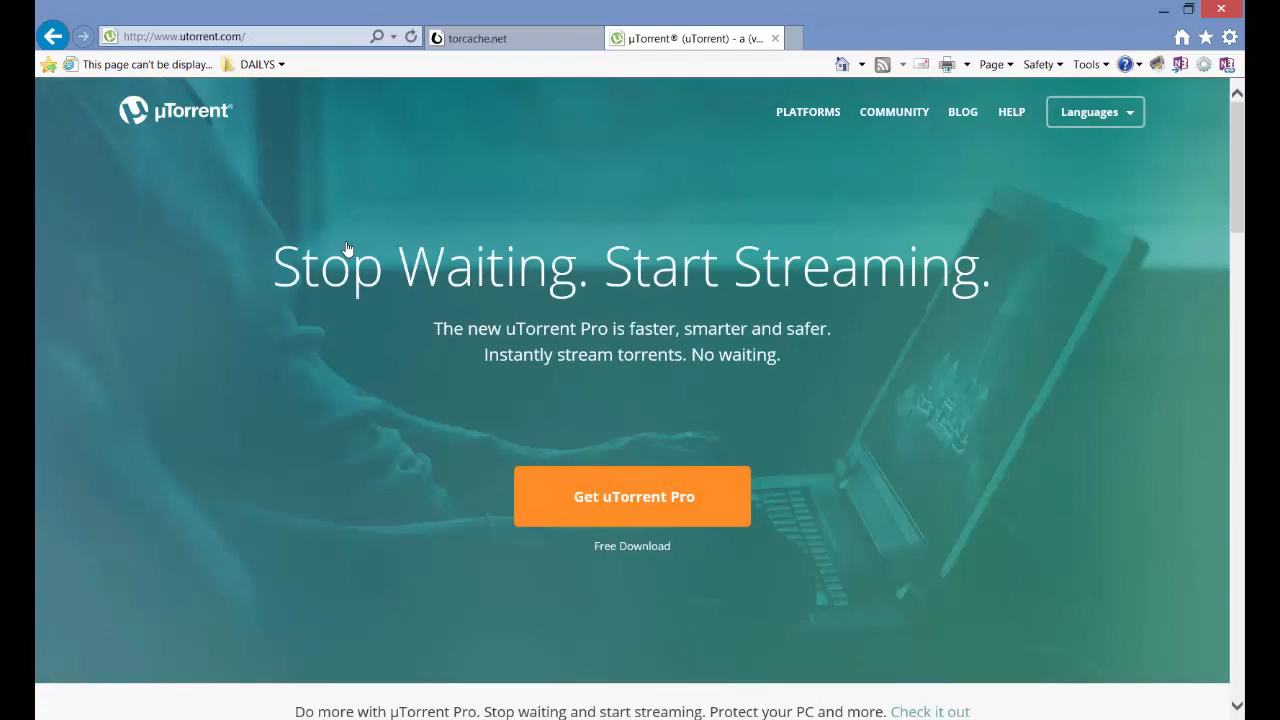 http://www.utorrent.com/
torcache.net
µTorrent® (uTorrent) - a (v...
This page can't be display...
DAILYS
Page
Safety
Tools
µTorrent®
PLATFORMS
COMMUNITY
BLOG
HELP
Languages
Stop Waiting. Start Streaming.
The new uTorrent Pro is faster, smarter and safer.
Instantly stream torrents. No waiting.
Get uTorrent Pro
Free Download
Do more with µTorrent Pro. Stop waiting and start streaming. Protect your PC and more. Check it out